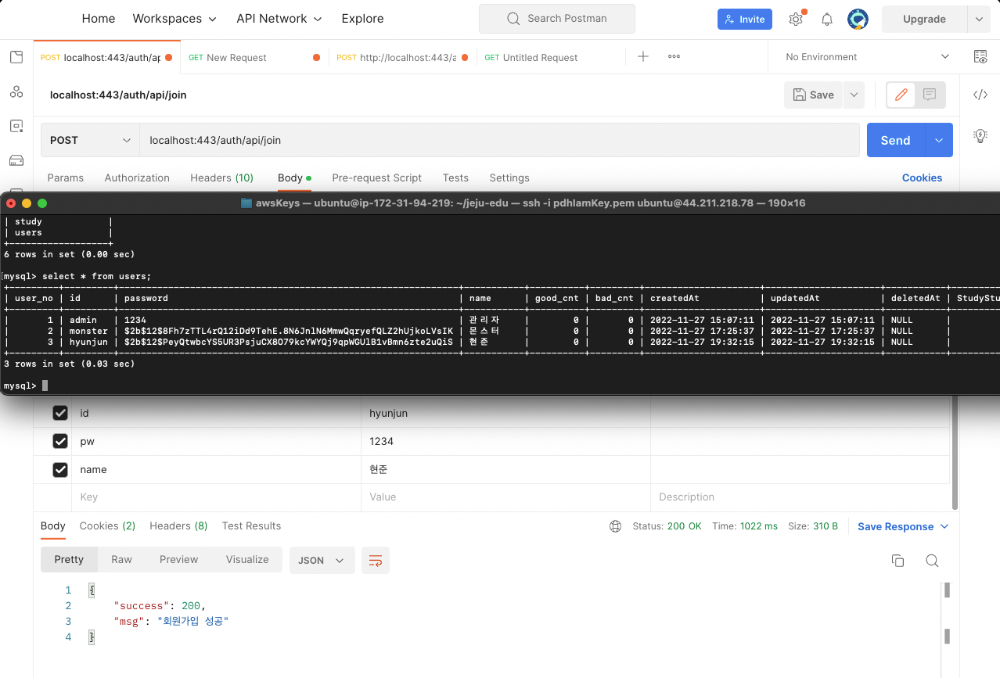 Home Workspaces API Network Explore Search Postman Invite Upgrade
POST localhost:443/auth/ap GET New Request POST http://localhost:443/a GET Untitled Request No Environment
localhost:443/auth/api/join Save
POST localhost:443/auth/api/join Send
Params Authorization Headers (10) Body Pre-request Script Tests Settings Cookies
awsKeys — ubuntu@ip-172-31-94-219: ~/jeju-edu — ssh -i pdhIamKey.pem ubuntu@44.211.218.78 — 190×16
| study |
| users |
+------------------+
6 rows in set (0.00 sec)
mysql> select * from users;
| user_no | id | password | name | good_cnt | bad_cnt | createdAt | updatedAt | deletedAt | StudyStu
| 1 | admin | 1234 | 관리자 | 0 | 0 | 2022-11-27 15:07:11 | 2022-11-27 15:07:11 | NULL |
| 2 | monster | $2b$12$8Fh7zTTL4rQ12iDd9TehE.8N6JnlN6MmwQqryefQLZ2hUjkoLVsIK | 몬스터 | 0 | 0 | 2022-11-27 17:25:37 | 2022-11-27 17:25:37 | NULL |
| 3 | hyunjun | $2b$12$PeyQtwbcYS5UR3PsjuCX8O79kcYWYQj9qpWGUlB1vBmn6zte2uQiS | 현준 | 0 | 0 | 2022-11-27 19:32:15 | 2022-11-27 19:32:15 | NULL |
3 rows in set (0.03 sec)
mysql>
id hyunjun
pw 1234
name 현준
Key Value Description
Body Cookies (2) Headers (8) Test Results Status: 200 OK Time: 1022 ms Size: 310 B Save Response
Pretty Raw Preview Visualize JSON
1 {
2 "success": 200,
3 "msg": "회원가입 성공"
4 }